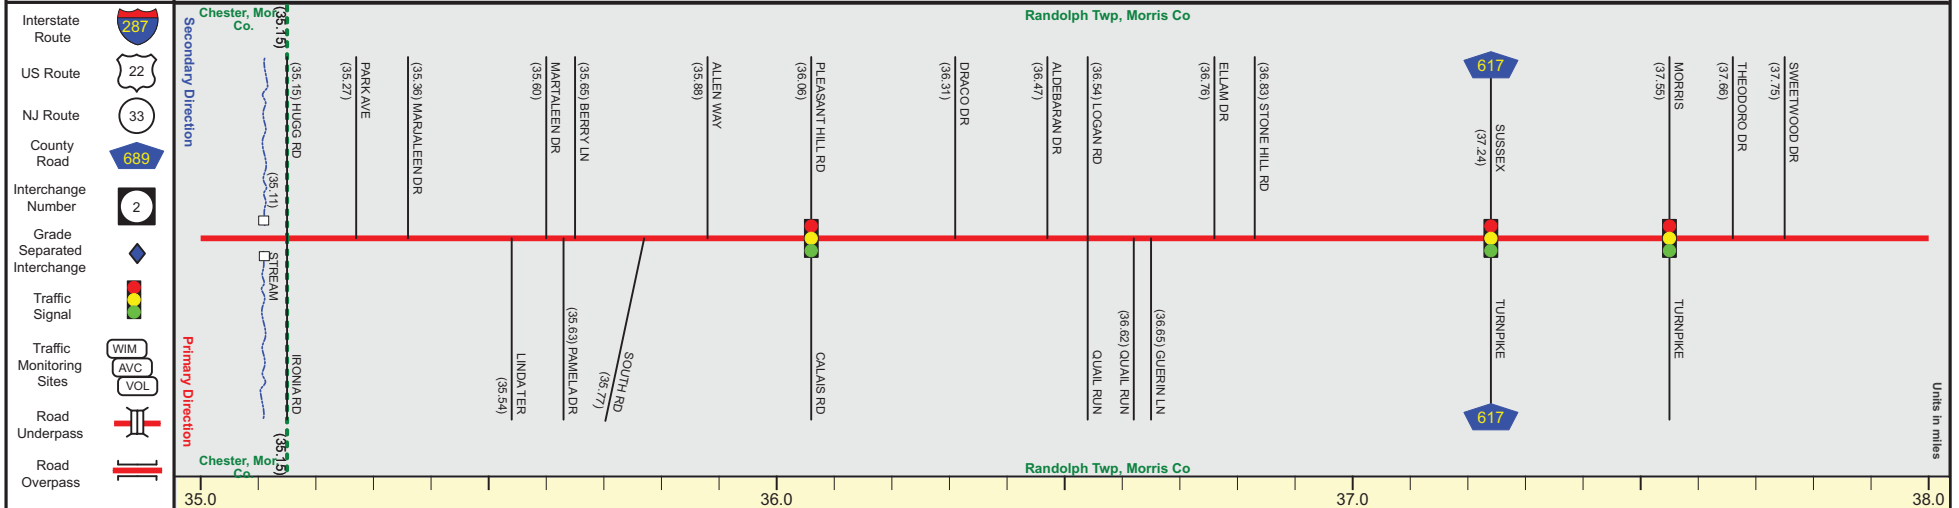 Interstate
Route
287
US Route
22
NJ Route
33
County
Road
689
Interchange
Number
2
Grade
Separated
Interchange
Traffic
Signal
Traffic
Monitoring
Sites
WIM
AVC
VOL
Road
Underpass
Road
Overpass
Secondary Direction
Primary Direction
Chester, Mor
Co.
(35.15)
Randolph Twp, Morris Co
(35.11)
STREAM
(35.15) HUGG RD
IRONIA RD
PARK AVE
(35.27)
(35.36) MARJALEEN DR
LINDA TER
(35.54)
MARTALEEN DR
(35.60)
(35.63) PAMELA DR
(35.65) BERRY LN
SOUTH RD
(35.77)
ALLEN WAY
(35.88)
PLEASANT HILL RD
(36.06)
CALAIS RD
DRACO DR
(36.31)
ALDEBARAN DR
(36.47)
(36.54) LOGAN RD
QUAIL RUN
(36.62) QUAIL RUN
(36.65) GUERIN LN
ELLAM DR
(36.76)
(36.83) STONE HILL RD
617
SUSSEX
(37.24)
TURNPIKE
617
MORRIS
(37.55)
TURNPIKE
THEODORO DR
(37.66)
SWEETWOOD DR
(37.75)
Units in miles
Chester, Mor
Co.
(35.15)
Randolph Twp, Morris Co
35.0
36.0
37.0
38.0